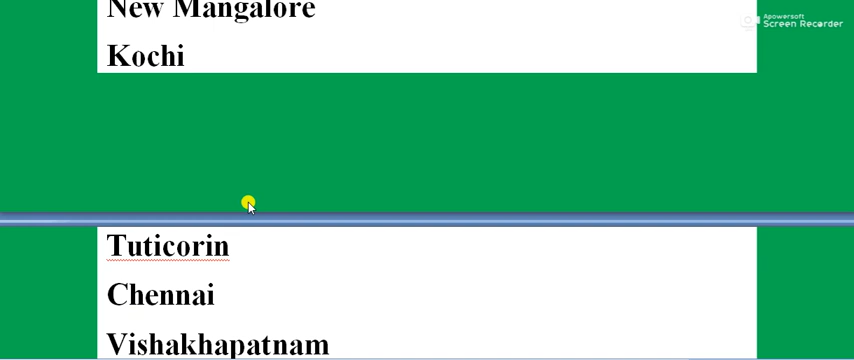 New Mangalore
Apowersoft
Screen Recorder
Kochi
Tuticorin
Chennai
Vishakhapatnam